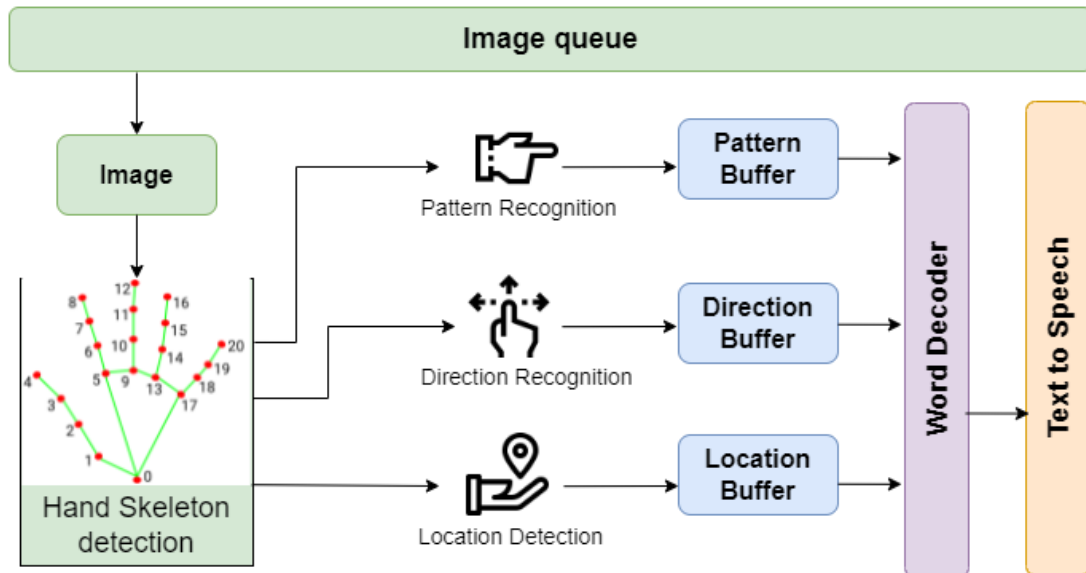 Image queue
Image
Pattern Recognition
Pattern
Buffer
Direction Recognition
Direction
Buffer
Location Detection
Location
Buffer
Word Decoder
Text to Speech
12
8
16
11
7
15
10
6
14
20
19
5
9
13
18
4
17
3
2
1
0
Hand Skeleton
detection